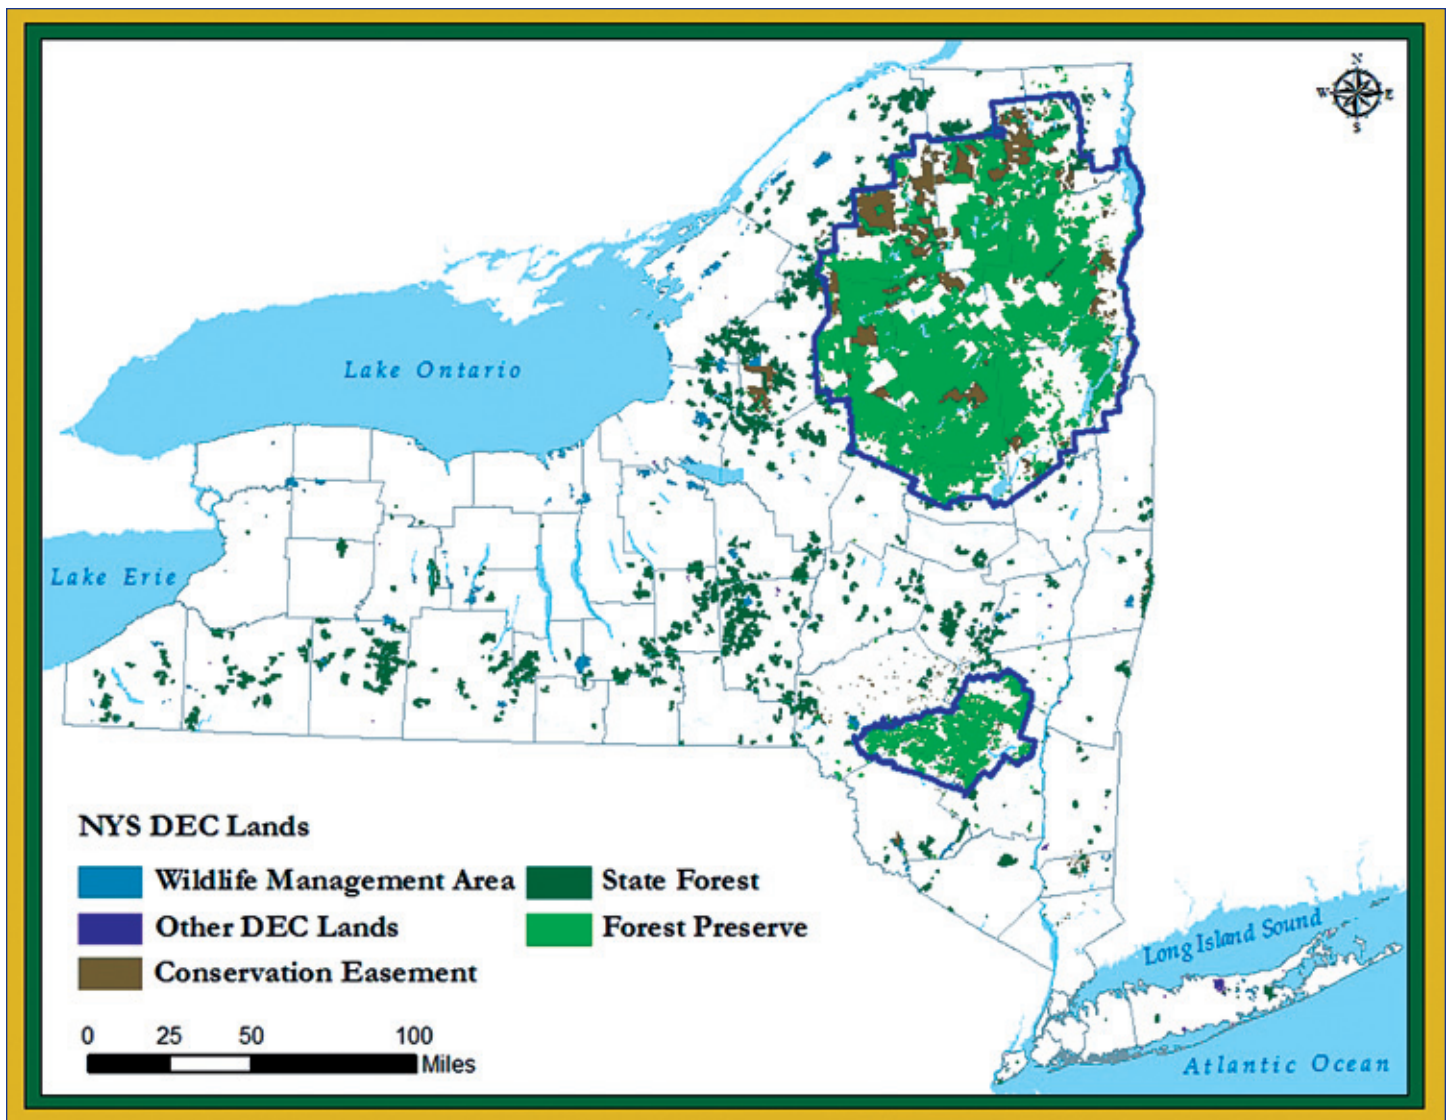 N
W E
S
Lake Ontario
Lake Erie
NYS DEC Lands
Wildlife Management Area
State Forest
Other DEC Lands
Forest Preserve
Conservation Easement
0 25 50 100
Miles
Long Island Sound
Atlantic Ocean